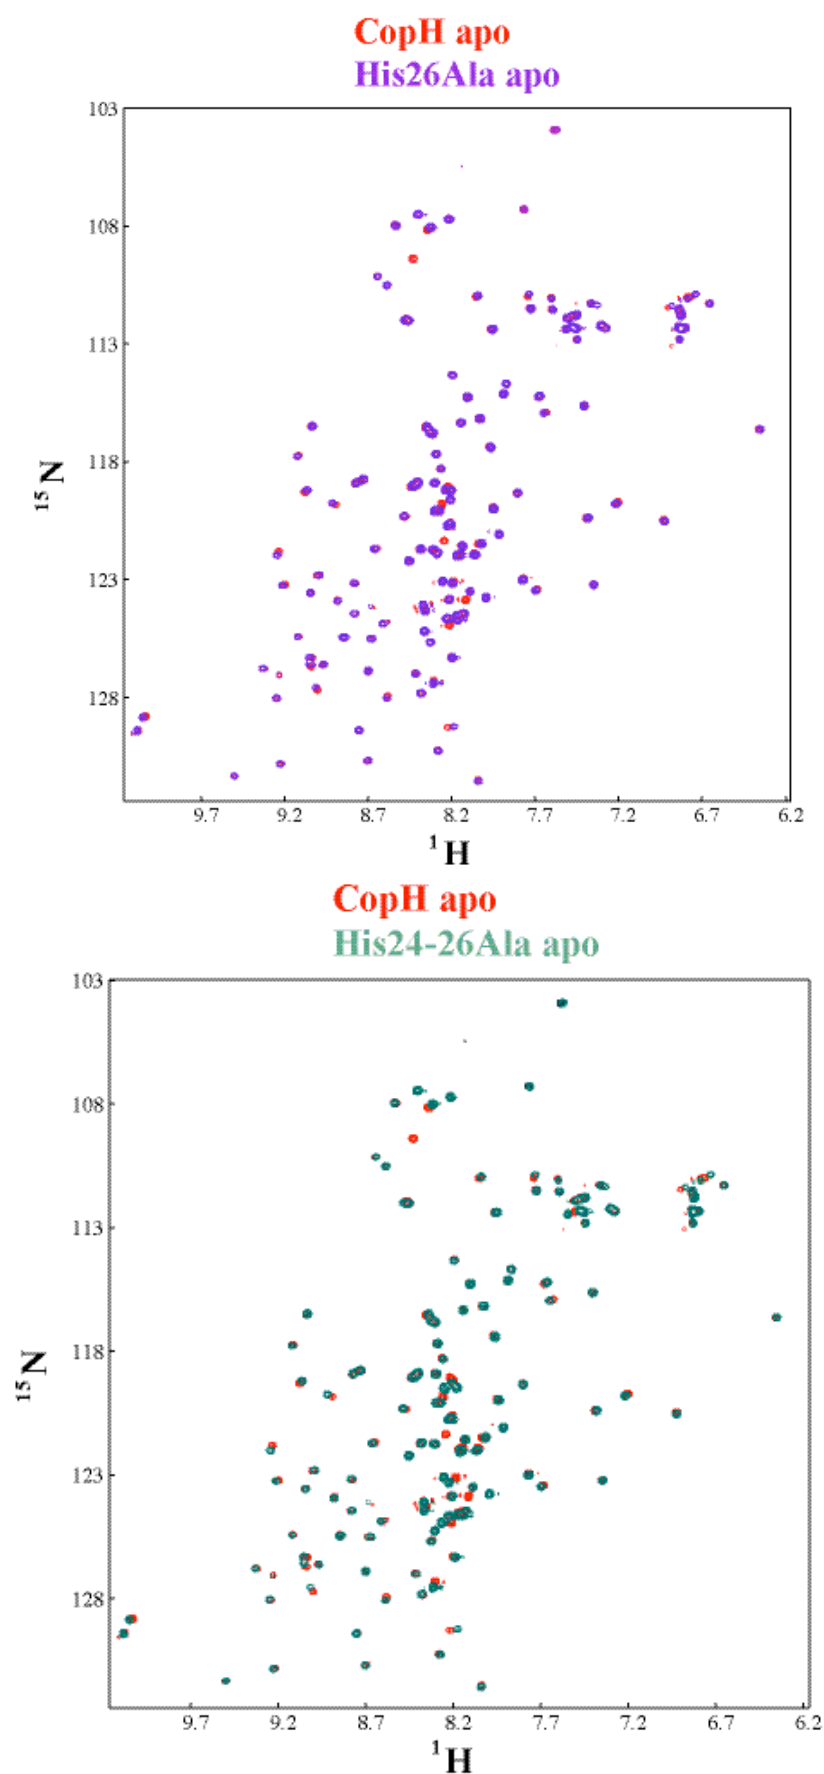 CopH apo
His26Ala apo
103
108
113
118
123
128
15N
9.7 9.2 8.7 8.2 7.7 7.2 6.7 6.2
1H
CopH apo
His24-26Ala apo
103
108
113
118
123
128
15N
9.7 9.2 8.7 8.2 7.7 7.2 6.7 6.2
1H